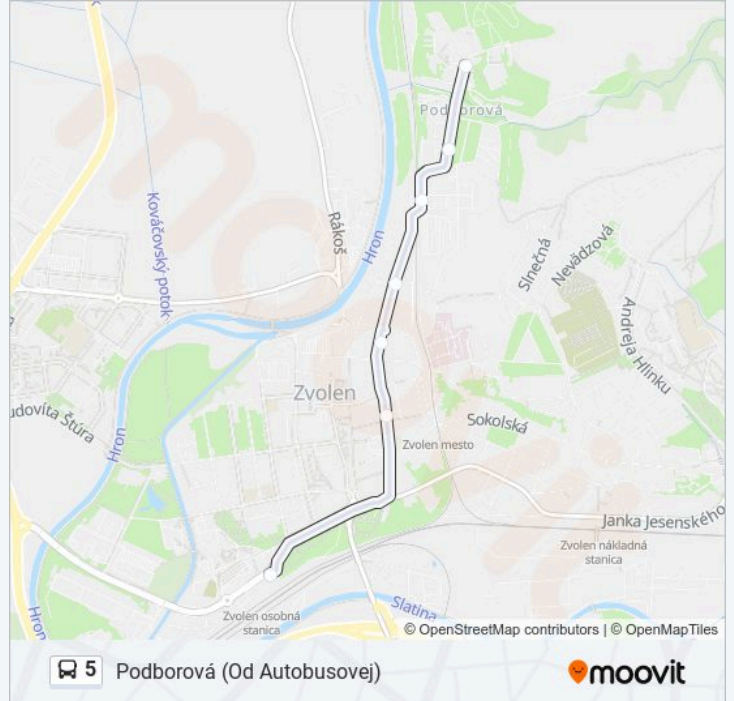 Podborová
Kováčovský potok
Rákoš
Hron
Slnečná
Nevädzová
Andreja Hlinku
udovíta Štúra
Hron
Zvolen
Sokolská
Zvolen mesto
Janka Jesenského
Zvolen nákladná
stanica
Zvolen osobná
stanica
Slatina
Hron
© OpenStreetMap contributors | © OpenMapTiles
5 Podborová (Od Autobusovej)
moovit